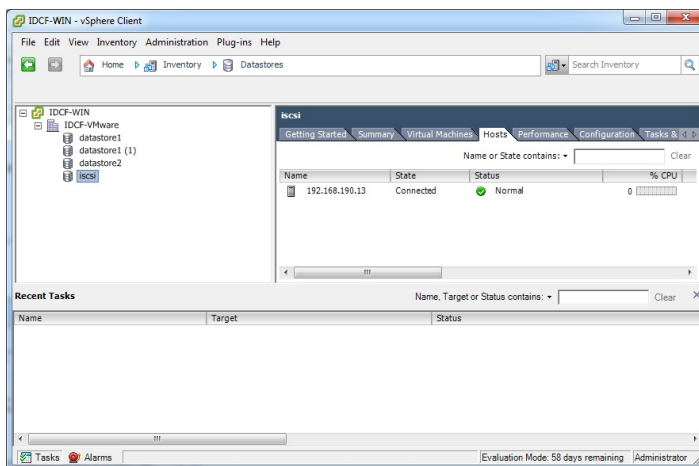 IDCF-WIN - vSphere Client
File Edit View Inventory Administration Plug-ins Help
Home Inventory Datastores Search Inventory
IDCF-WIN
IDCF-VMware
datastore1
datastore1 (1)
datastore2
iscsi
iscsi
Getting Started Summary Virtual Machines Hosts Performance Configuration Tasks &
Name or State contains: Clear
Name State Status % CPU
192.168.190.13 Connected Normal 0
Recent Tasks Name, Target or Status contains: Clear
Name Target Status
Tasks Alarms Evaluation Mode: 58 days remaining Administrator